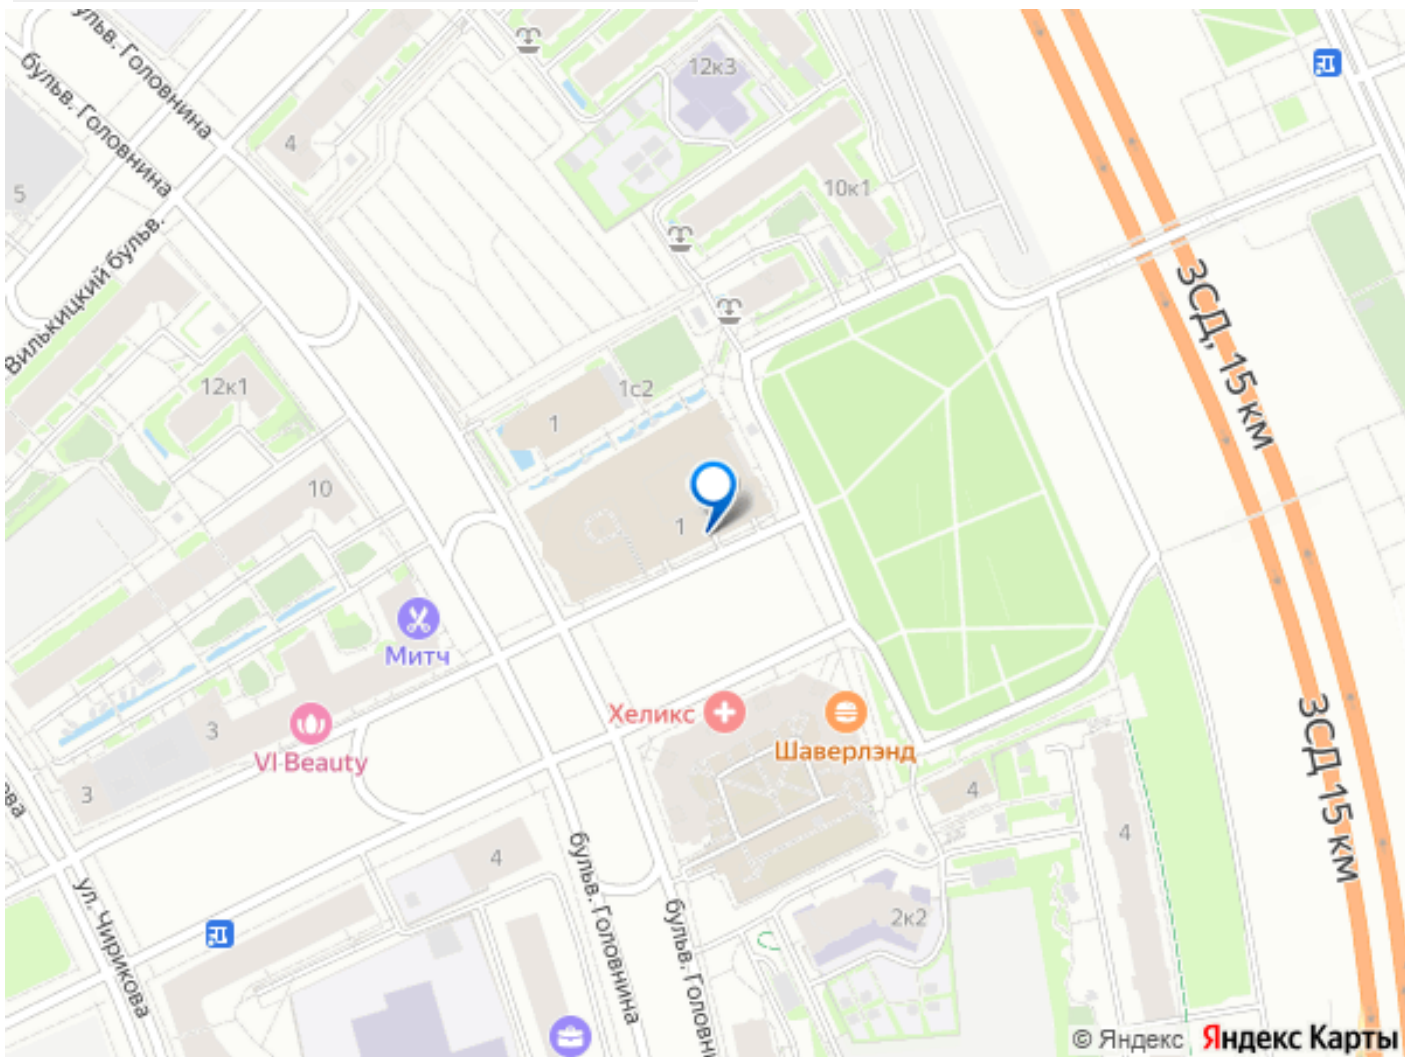 бульв. Головнина
12к3
бульв. Головнина
4
5
10к1
Вилькицкий бульв.
ЗСД, 15 км
12к1
1с2
1
10
1
Митч
Хеликс
Шаверлэнд
3
VI Beauty
3
4
4
ЗСД 15 км
4
ул. Чирикова
бульв. Головнина
бульв. Головн
2к2
© Яндекс Яндекс Карты